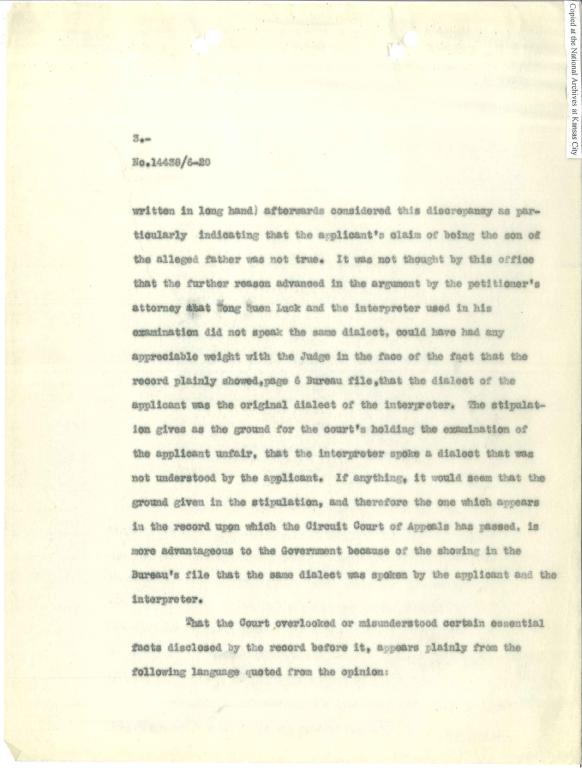 Copied at the National Archives at Kansas City
3.-
No.14438/6-20
written in long hand) afterwards considered this discrepancy as par-
ticularly indicating that the applicant's claim of being the son of
the alleged father was not true. It was not thought by this office
that the further reason advanced in the argument by the petitioner's
attorney that Tong Quen Luck and the interpreter used in his
examination did not speak the same dialect, could have had any
appreciable weight with the Judge in the face of the fact that the
record plainly showed,page 6 Bureau file,that the dialect of the
applicant was the original dialect of the interpreter. The stipulat-
ion gives as the ground for the court's holding the examination of
the applicant unfair, that the interpreter spoke a dialect that was
not understood by the applicant. If anything, it would seem that the
ground given in the stipulation, and therefore the one which appears
in the record upon which the Circuit Court of Appeals has passed, is
more advantageous to the Government because of the showing in the
Bureau's file that the same dialect was spoken by the applicant and the
interpreter.
That the Court overlooked or misunderstood certain essential
facts disclosed by the record before it, appears plainly from the
following language quoted from the opinion: